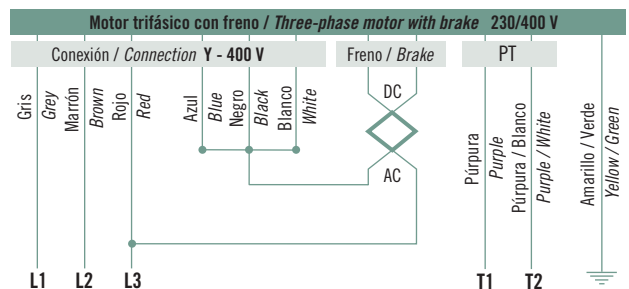 Motor trifásico con freno / Three-phase motor with brake 230/400 V
Conexión / Connection Y - 400 V
Freno / Brake
PT
Gris
Grey
Marrón
Brown
Rojo
Red
Azul
Blue
Negro
Black
Blanco
White
DC
AC
Púrpura
Purple
Púrpura / Blanco
Purple / White
Amarillo / Verde
Yellow / Green
L1
L2
L3
T1
T2